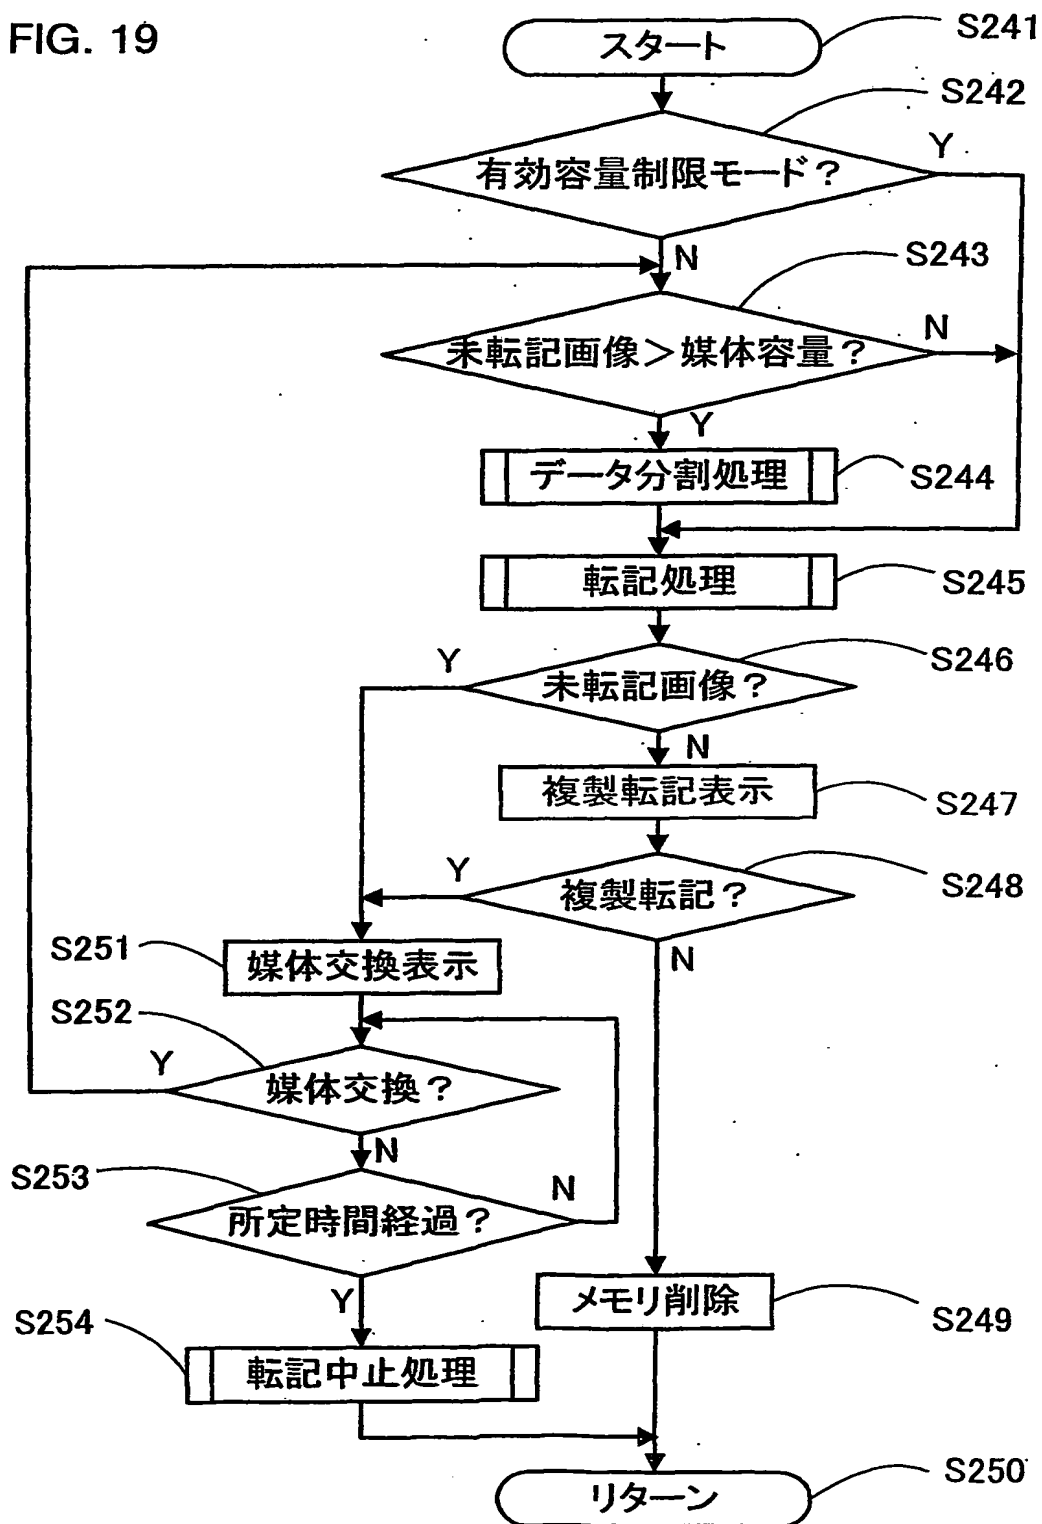 FIG. 19
スタート
S241
S242
有効容量制限モード？
Y
N
S243
未転記画像＞媒体容量？
N
Y
データ分割処理
S244
転記処理
S245
Y
未転記画像？
S246
N
複製転記表示
S247
Y
複製転記？
S248
N
S251
媒体交換表示
S252
Y
媒体交換？
N
S253
所定時間経過？
N
Y
メモリ削除
S249
S254
転記中止処理
リターン
S250